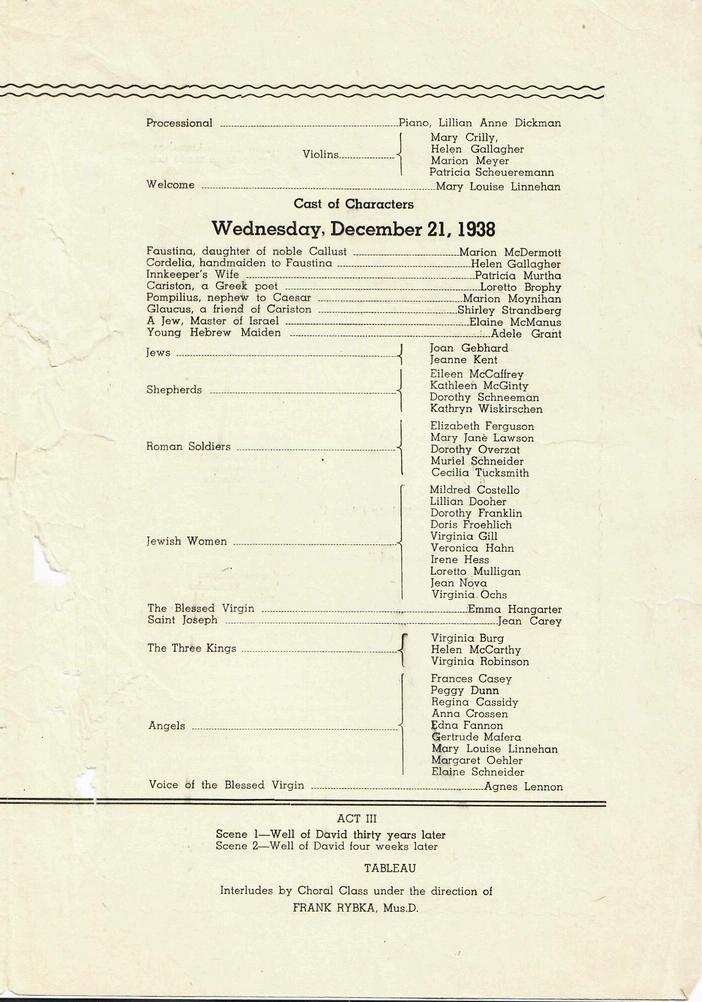 Processional ........ Piano, Lillian Anne Dickman
Violins ........ Mary Crilly,
Helen Gallagher
Marion Meyer
Patricia Scheueremann
Welcome ........ Mary Louise Linnehan
Cast of Characters
Wednesday, December 21, 1938
Faustina, daughter of noble Callust ........ Marion McDermott
Cordelia, handmaiden to Faustina ........ Helen Gallagher
Innkeeper's Wife ........ Patricia Murtha
Cariston, a Greek poet ........ Loretto Brophy
Pompilius, nephew to Caesar ........ Marion Moynihan
Glaucus, a friend of Cariston ........ Shirley Strandberg
A Jew, Master of Israel ........ Elaine McManus
Young Hebrew Maiden ........ Adele Grant
Jews ........ Joan Gebhard
Jeanne Kent
Shepherds ........ Eileen McCaffrey
Kathleen McGinty
Dorothy Schneeman
Kathryn Wiskirschen
Roman Soldiers ........ Elizabeth Ferguson
Mary Jane Lawson
Dorothy Overzat
Muriel Schneider
Cecilia Tucksmith
Jewish Women ........ Mildred Costello
Lillian Dooher
Dorothy Franklin
Doris Froehlich
Virginia Gill
Veronica Hahn
Irene Hess
Loretto Mulligan
Jean Nova
Virginia Ochs
The Blessed Virgin ........ Emma Hangarter
Saint Joseph ........ Jean Carey
The Three Kings ........ Virginia Burg
Helen McCarthy
Virginia Robinson
Angels ........ Frances Casey
Peggy Dunn
Regina Cassidy
Anna Crossen
Edna Fannon
Gertrude Mafera
Mary Louise Linnehan
Margaret Oehler
Elaine Schneider
Voice of the Blessed Virgin ........ Agnes Lennon
ACT III
Scene 1—Well of David thirty years later
Scene 2—Well of David four weeks later
TABLEAU
Interludes by Choral Class under the direction of
FRANK RYBKA, Mus.D.